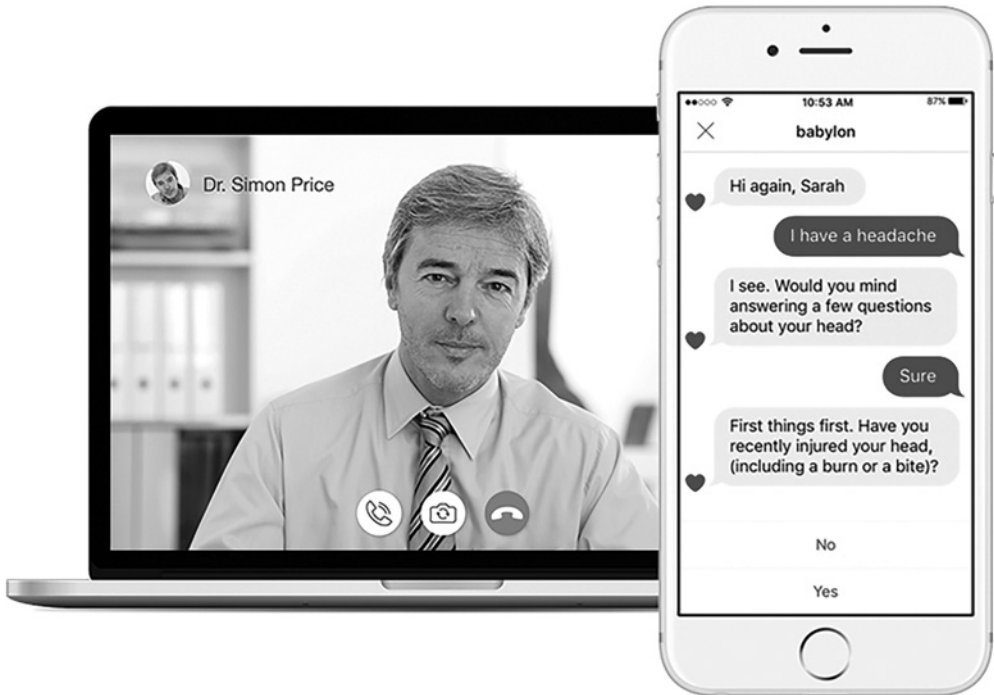 Dr. Simon Price
10:53 AM
87%
babylon
Hi again, Sarah
I have a headache
I see. Would you mind
answering a few questions
about your head?
Sure
First things first. Have you
recently injured your head,
(including a burn or a bite)?
No
Yes